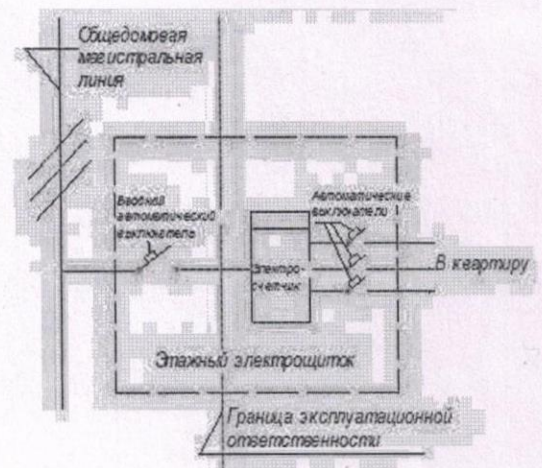 Общедомовая
магистральная
линия
Вводной
автоматический
выключатель
Автоматические
выключатели
Электро-
счетчик
В квартиру
Этажный электрощиток
Граница эксплуатационной
ответственности